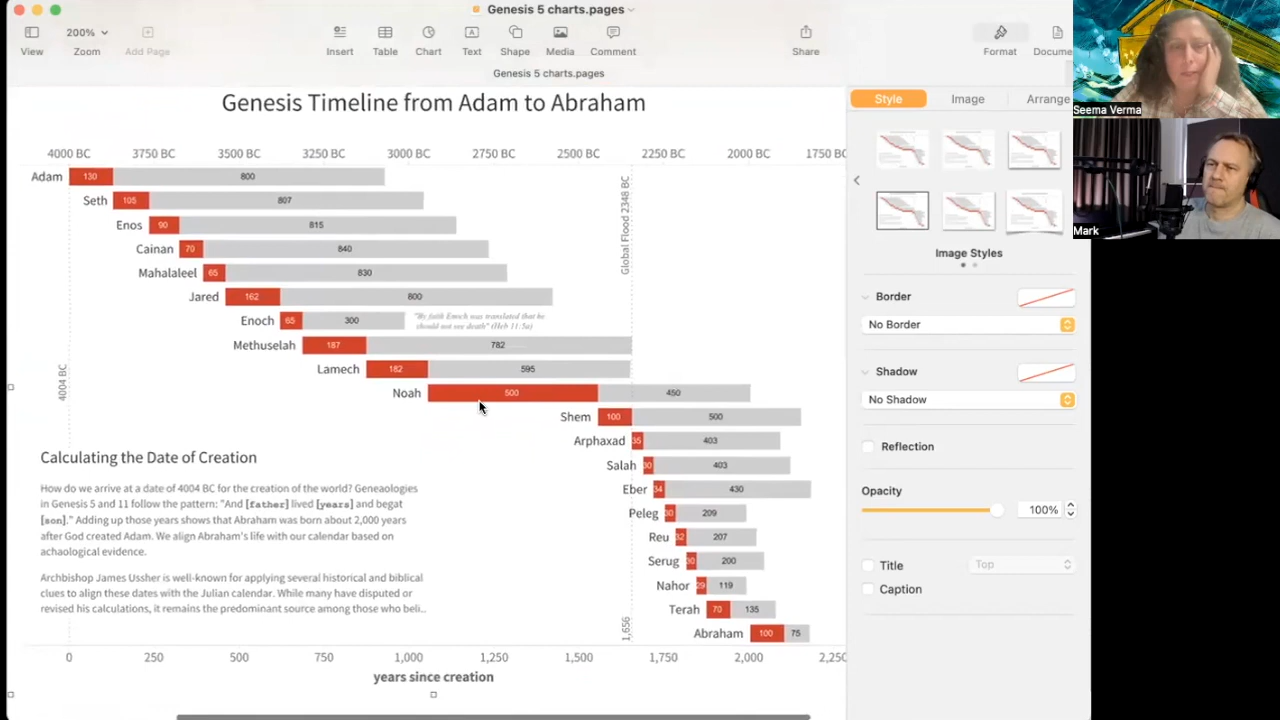 Genesis 5 charts.pages
200%
View
Zoom
Add Page
Insert
Table
Chart
Text
Shape
Media
Comment
Share
Format
Docume
Genesis 5 charts.pages
Genesis Timeline from Adam to Abraham
4000 BC 3750 BC 3500 BC 3250 BC 3000 BC 2750 BC 2500 BC 2250 BC 2000 BC 1750 BC
Adam 130 800
Seth 105 807
Enos 90 815
Cainan 70 840
Mahalaleel 65 830
Jared 162 800
Enoch 65 300
"By faith Enoch was translated that he
should not see death" (Heb 11:5a)
Methuselah 187 782
Lamech 182 595
Noah 500 450
Shem 100 500
Arphaxad 35 403
Salah 30 403
Eber 34 430
Peleg 30 209
Reu 32 207
Serug 30 200
Nahor 29 119
Terah 70 135
Abraham 100 75
Global Flood 2348 BC
4004 BC
1,656
Calculating the Date of Creation
How do we arrive at a date of 4004 BC for the creation of the world? Geneaologies
in Genesis 5 and 11 follow the pattern: "And [father] lived [years] and begat
[son]." Adding up those years shows that Abraham was born about 2,000 years
after God created Adam. We align Abraham's life with our calendar based on
achaological evidence.
Archbishop James Ussher is well-known for applying several historical and biblical
clues to align these dates with the Julian calendar. While many have disputed or
revised his calculations, it remains the predominant source among those who beli..
0 250 500 750 1,000 1,250 1,500 1,750 2,000 2,250
years since creation
Style
Image
Arrange
Image Styles
Border
No Border
Shadow
No Shadow
Reflection
Opacity
100%
Title
Top
Caption
Seema Verma
Mark